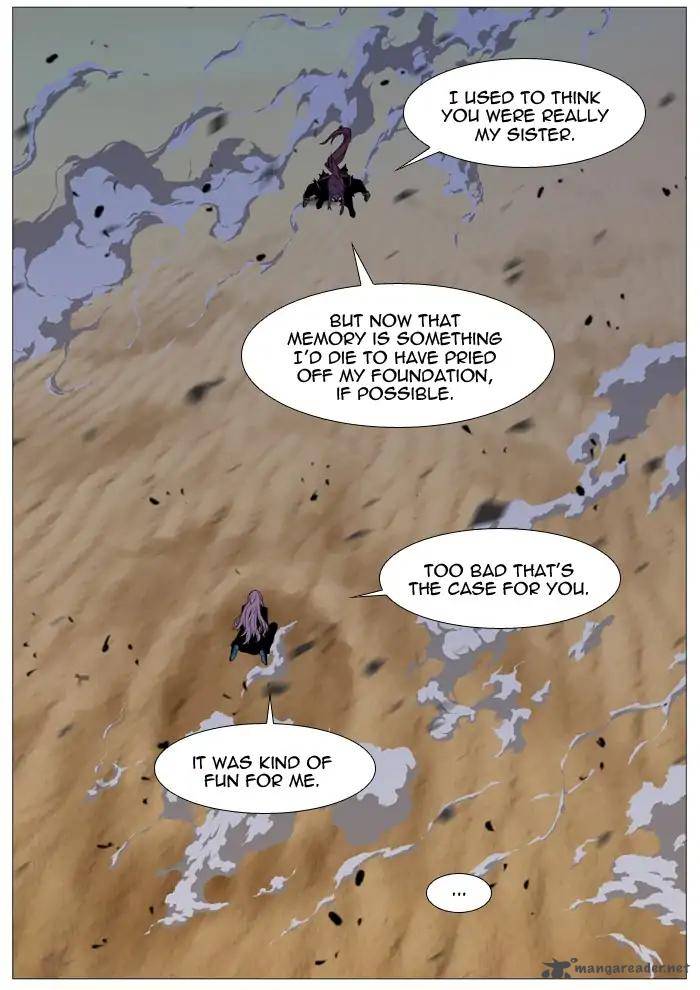 I USED TO THINK
YOU WERE REALLY
MY SISTER.
BUT NOW THAT
MEMORY IS SOMETHING
I'D DIE TO HAVE PRIED
OFF MY FOUNDATION,
IF POSSIBLE.
TOO BAD THAT'S
THE CASE FOR YOU.
IT WAS KIND OF
FUN FOR ME.
...
mangareader.net